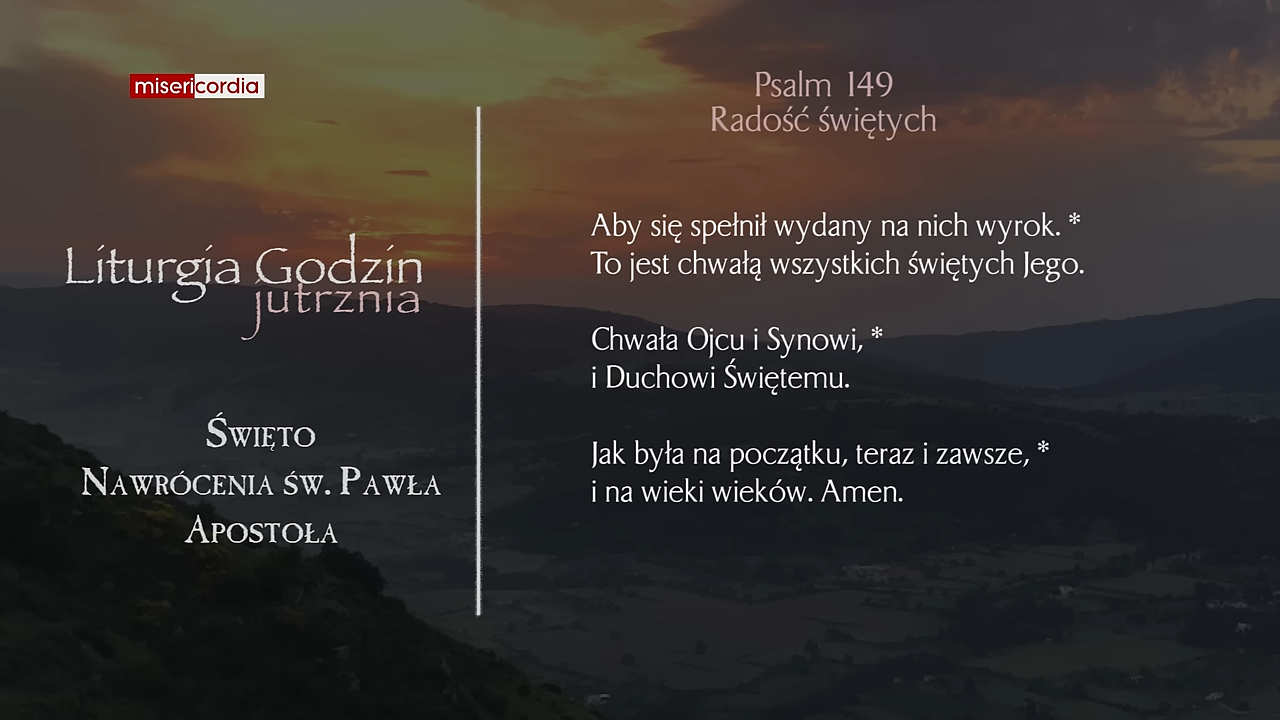 misericordia
Liturgia Godzin
jutrznia
Święto
Nawrócenia św. Pawła
Apostoła
Psalm 149
Radość świętych
Aby się spełnił wydany na nich wyrok. *
To jest chwałą wszystkich świętych Jego.
Chwała Ojcu i Synowi, *
i Duchowi Świętemu.
Jak była na początku, teraz i zawsze, *
i na wieki wieków. Amen.